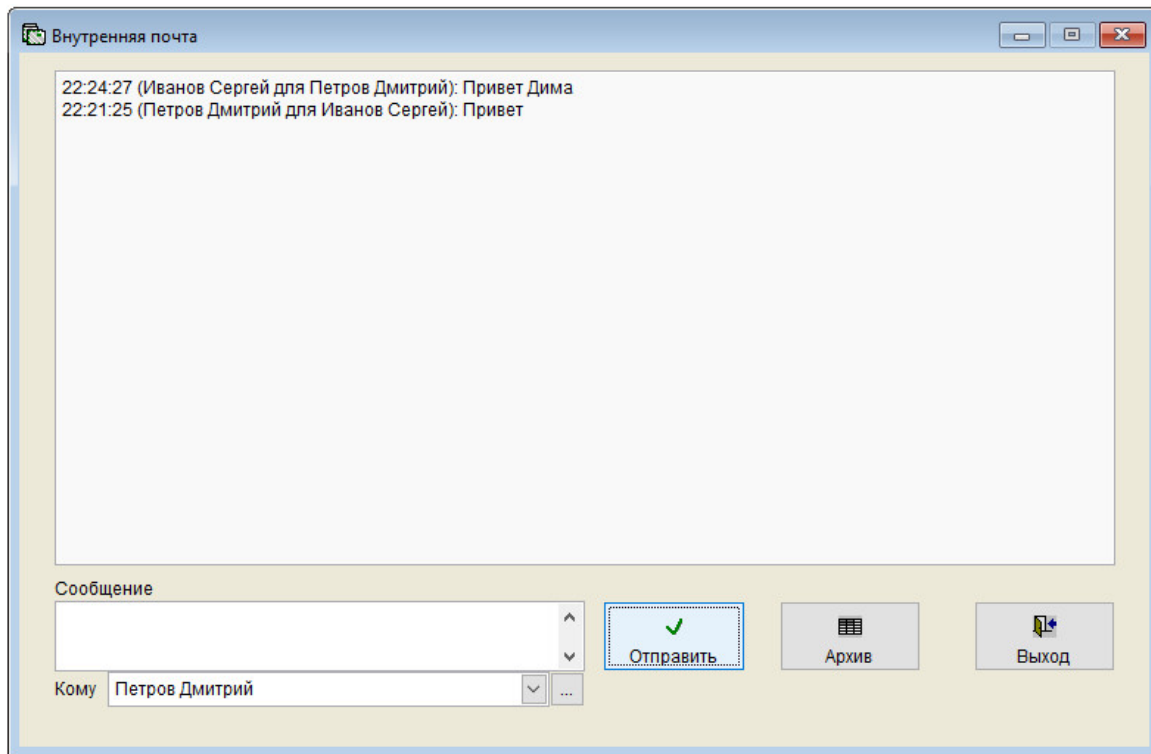 Внутренняя почта
22:24:27 (Иванов Сергей для Петров Дмитрий): Привет Дима
22:21:25 (Петров Дмитрий для Иванов Сергей): Привет
Сообщение
Отправить
Архив
Выход
Кому Петров Дмитрий ...